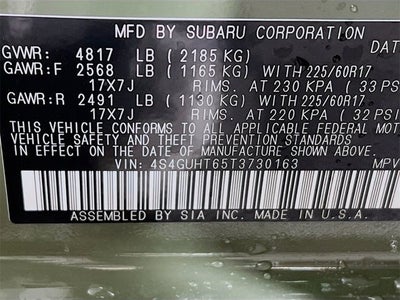 MFD BY SUBARU CORPORATION DAT
GVWR: 4817 LB ( 2185 KG)
GAWR:F 2568 LB ( 1165 KG) WITH 225/60R17
17X7J RIMS. AT 230 KPA ( 33 PS
GAWR:R 2491 LB ( 1130 KG) WITH 225/60R17
17X7J RIMS. AT 220 KPA ( 32 PSI
THIS VEHICLE CONFORMS TO ALL APPLICABLE FEDERAL MOT
VEHICLE SAFETY AND THEFT PREVENTION STANDARDS IN EF
DATE OF MANUFACTURE SHOWN ABOVE.
VIN: 4S4GUHT65T3730163 MPV
ASSEMBLED BY SIA INC. MADE IN U.S.A.